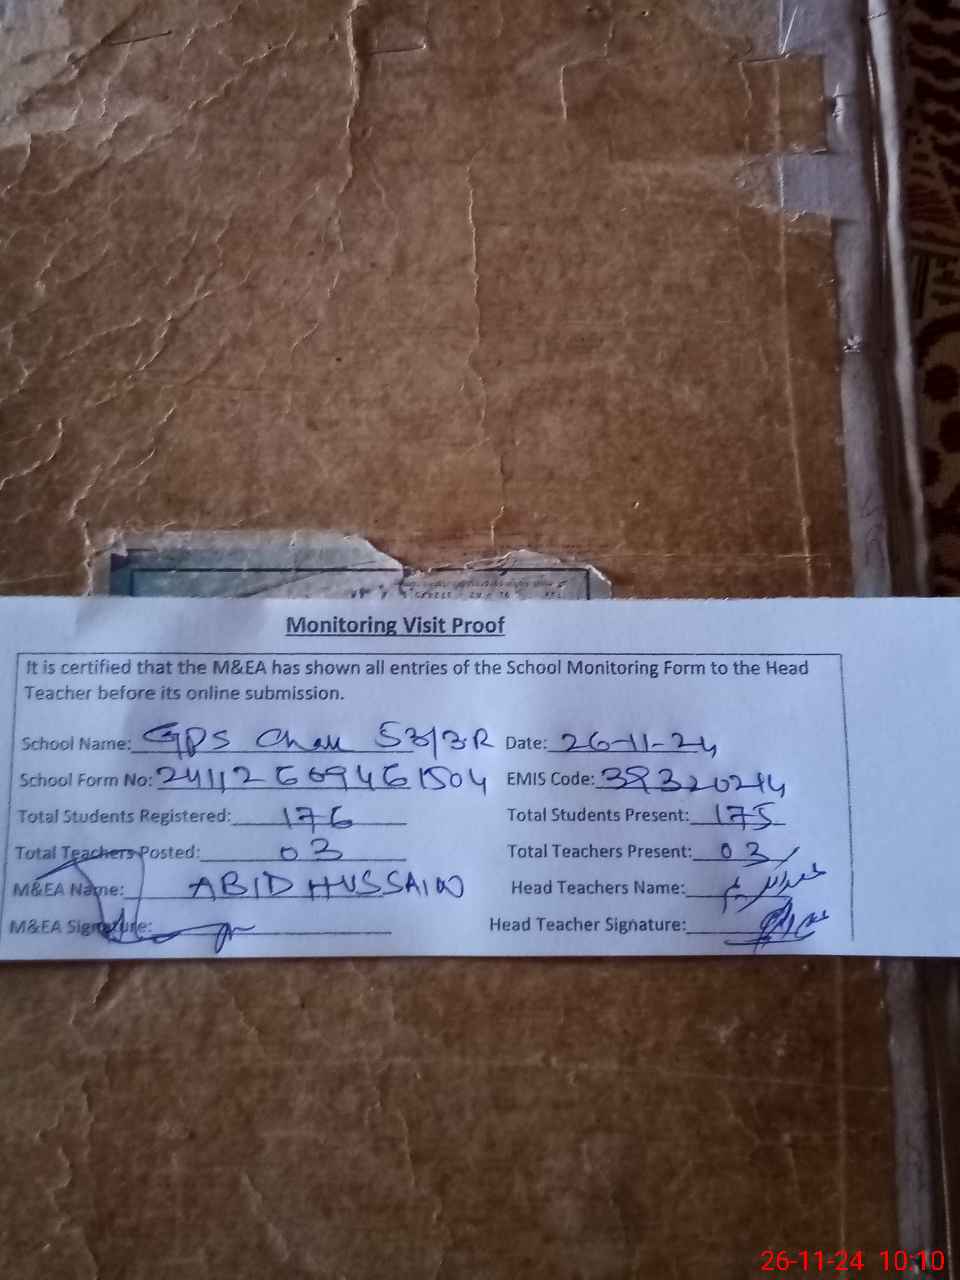 Monitoring Visit Proof
It is certified that the M&EA has shown all entries of the School Monitoring Form to the Head
Teacher before its online submission.
School Name: GPS Chak 53/3R Date: 26-11-24
School Form No: EMIS Code:
Total Students Registered: 176 Total Students Present: 175
Total Teachers Posted: 03 Total Teachers Present: 03
M&EA Name: ABID HUSSAIN Head Teachers Name:
M&EA Signature: Head Teacher Signature:
26-11-24 10:10